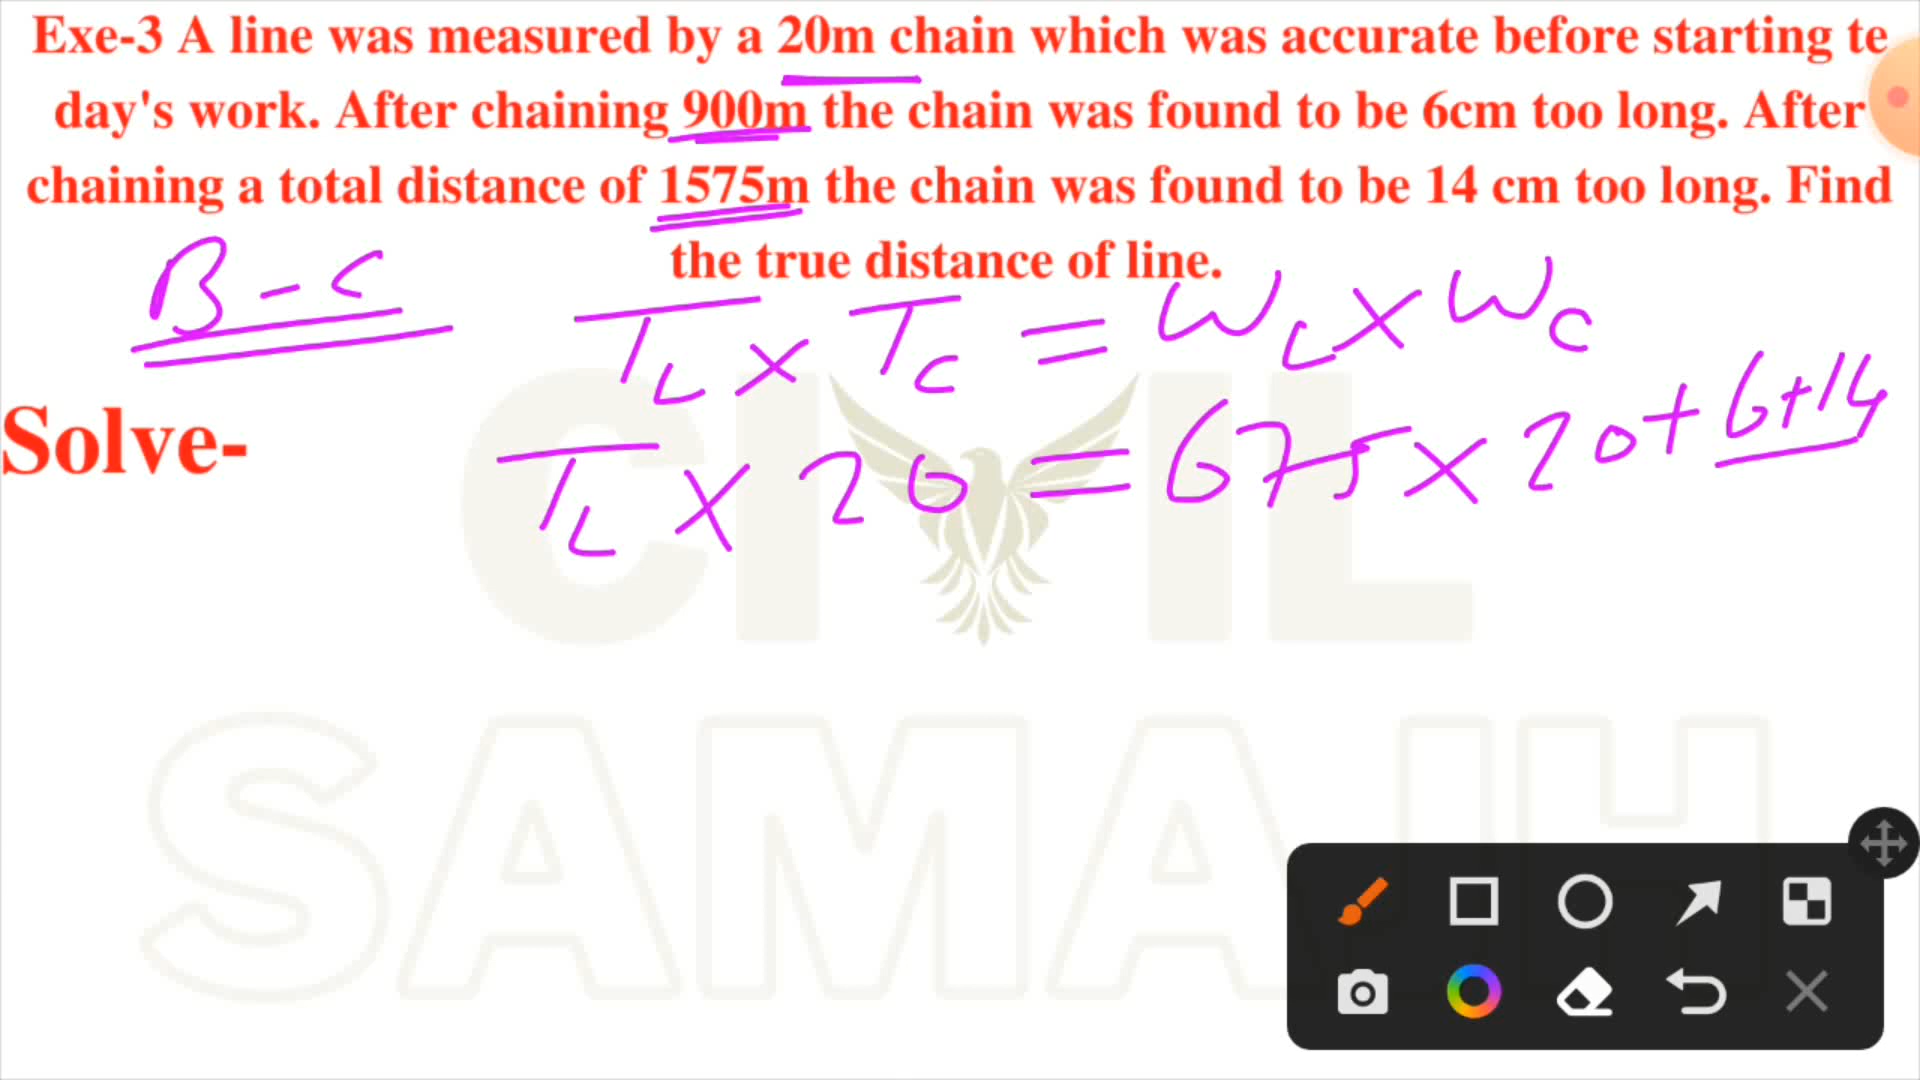 Exe-3 A line was measured by a 20m chain which was accurate before starting te
day's work. After chaining 900m the chain was found to be 6cm too long. After
chaining a total distance of 1575m the chain was found to be 14 cm too long. Find
the true distance of line.
B-C
TL × TC = WL × WC
Solve-
TL × 20 = 675 × 20 + 6+14
CIVIL
SAMAJH